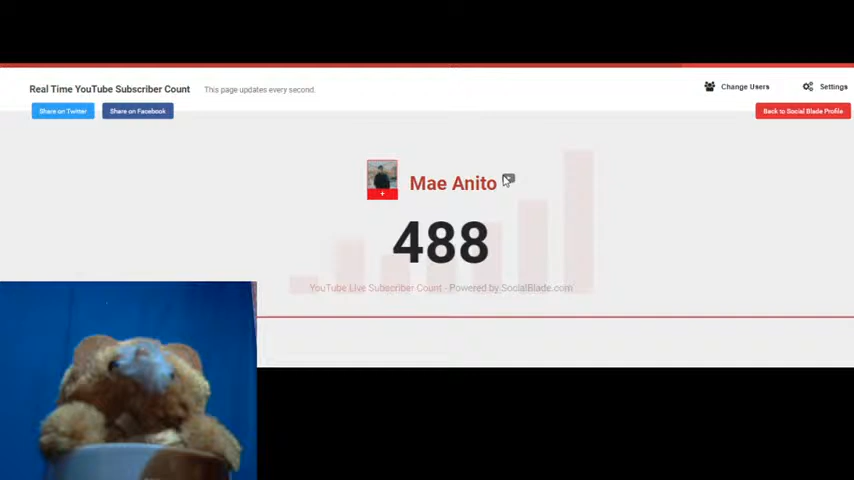 Real Time YouTube Subscriber Count
This page updates every second.
Change Users
Settings
Share on Twitter
Share on Facebook
Back to Social Blade Profile
Mae Anito
488
YouTube Live Subscriber Count - Powered by SocialBlade.com